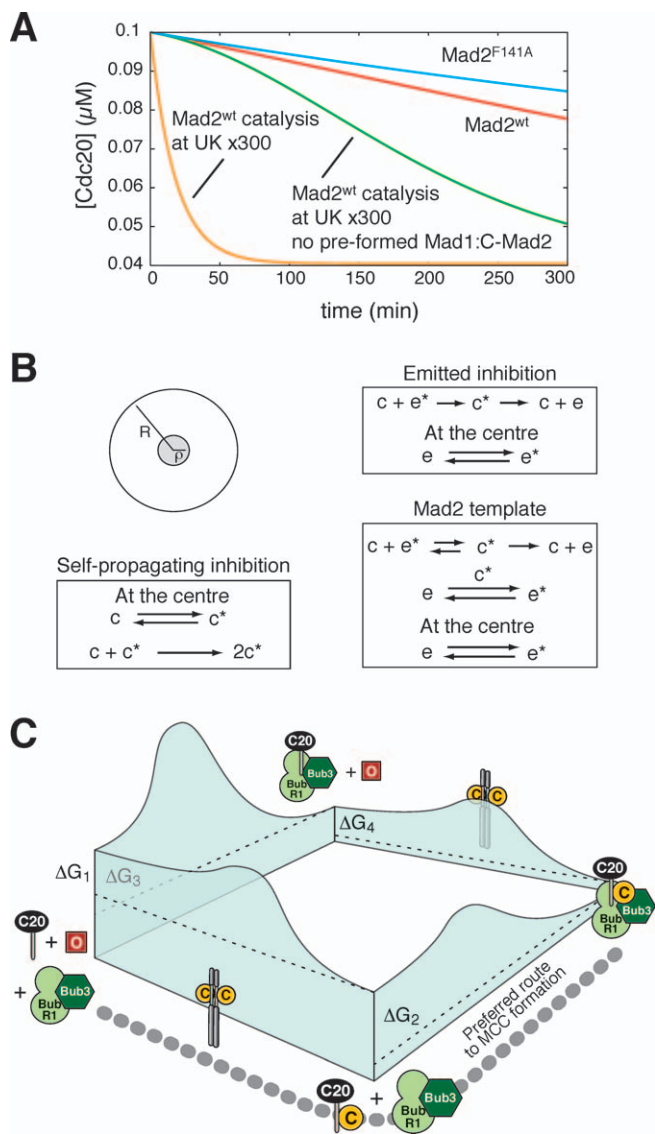 A
0.1
0.09
0.08
0.07
0.06
0.05
0.04
[Cdc20] (µM)
Mad2F141A
Mad2wt
Mad2wt catalysis
at UK x300
Mad2wt catalysis
at UK x300
no pre-formed Mad1:C-Mad2
0 50 100 150 200 250 300
time (min)
B
R
ρ
Emitted inhibition
c + e* → c* → c + e
At the centre
e ⇌ e*
Mad2 template
c + e* ⇌ c* → c + e
c*
e ⇌ e*
At the centre
e ⇌ e*
Self-propagating inhibition
At the centre
c ⇌ c*
c + c* → 2c*
C
C20
Bub
R1
Bub3
+ O
C C
ΔG4
ΔG1
ΔG3
C20
C
Bub
R1
Bub3
C20 + O
+
Bub
R1
Bub3
C C
ΔG2
Preferred route
to MCC formation
C20
C
+
Bub
R1
Bub3